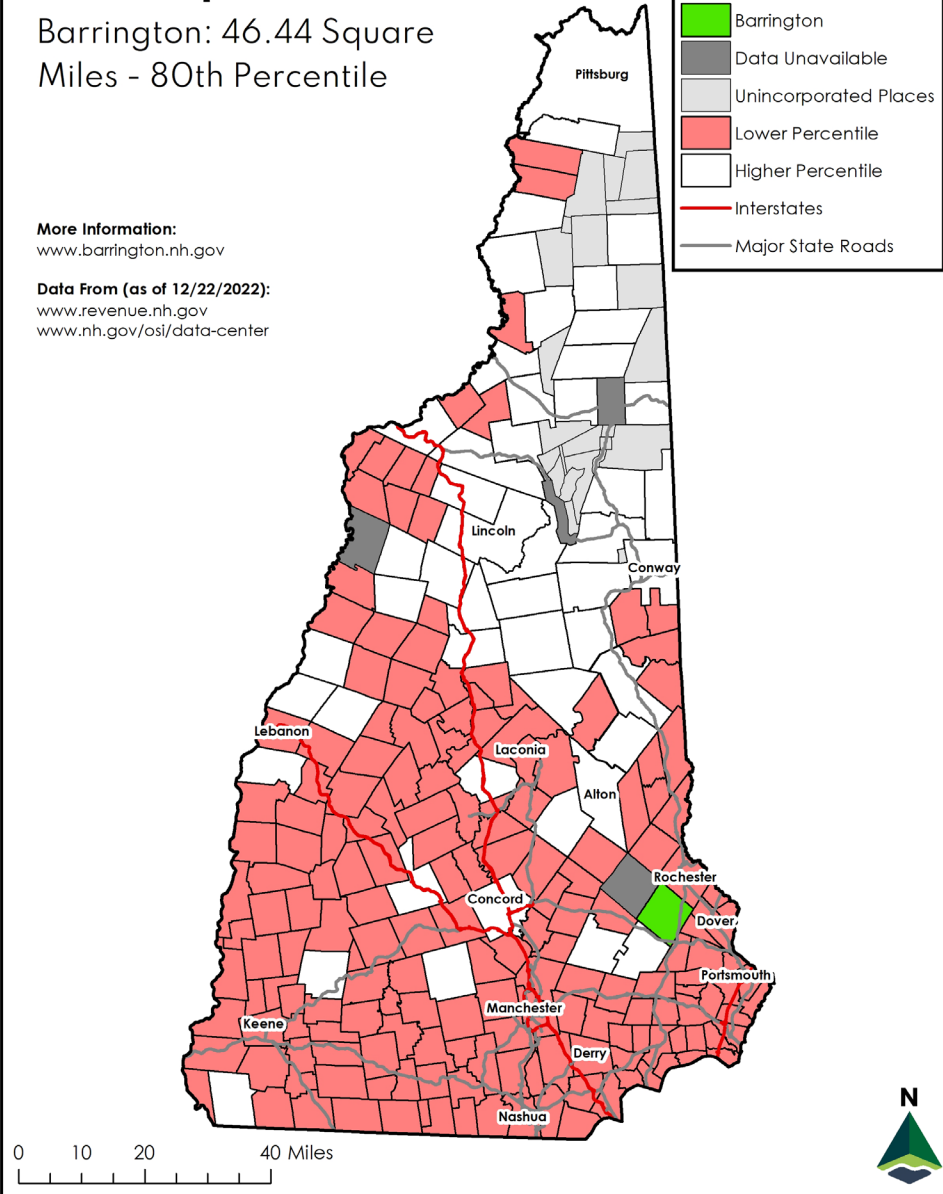 Barrington: 46.44 Square
Miles - 80th Percentile
More Information:
www.barrington.nh.gov
Data From (as of 12/22/2022):
www.revenue.nh.gov
www.nh.gov/osi/data-center
Barrington
Data Unavailable
Unincorporated Places
Lower Percentile
Higher Percentile
Interstates
Major State Roads
Pittsburg
Lincoln
Conway
Lebanon
Laconia
Alton
Rochester
Concord
Dover
Portsmouth
Manchester
Keene
Derry
Nashua
0 10 20 40 Miles
N